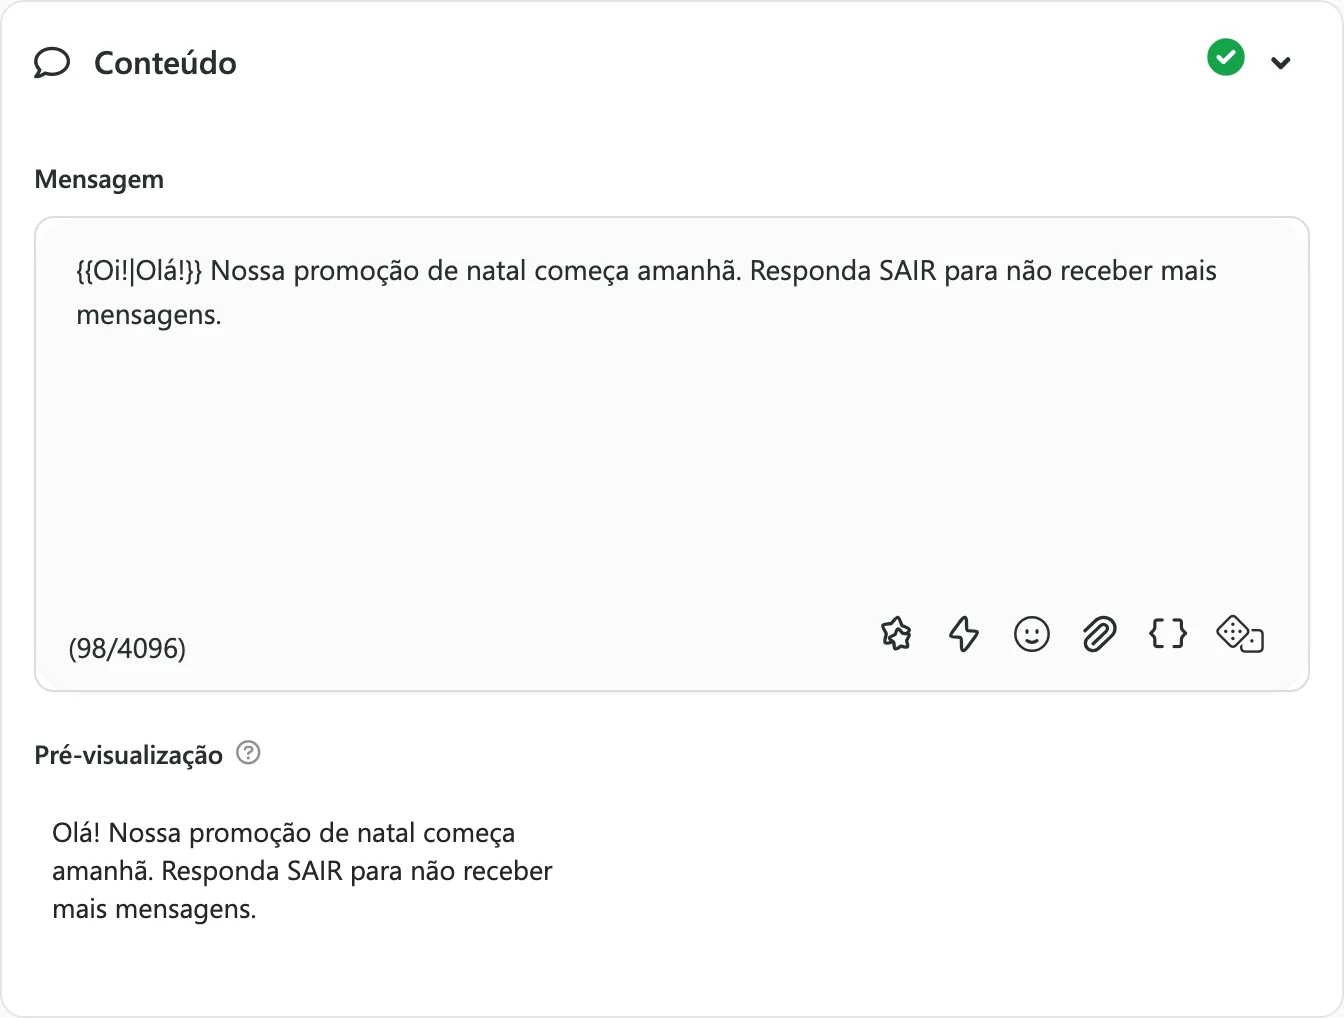 Conteúdo
Mensagem
{{Oi!|Olá!}} Nossa promoção de natal começa amanhã. Responda SAIR para não receber mais
mensagens.
(98/4096)
Pré-visualização
Olá! Nossa promoção de natal começa
amanhã. Responda SAIR para não receber
mais mensagens.